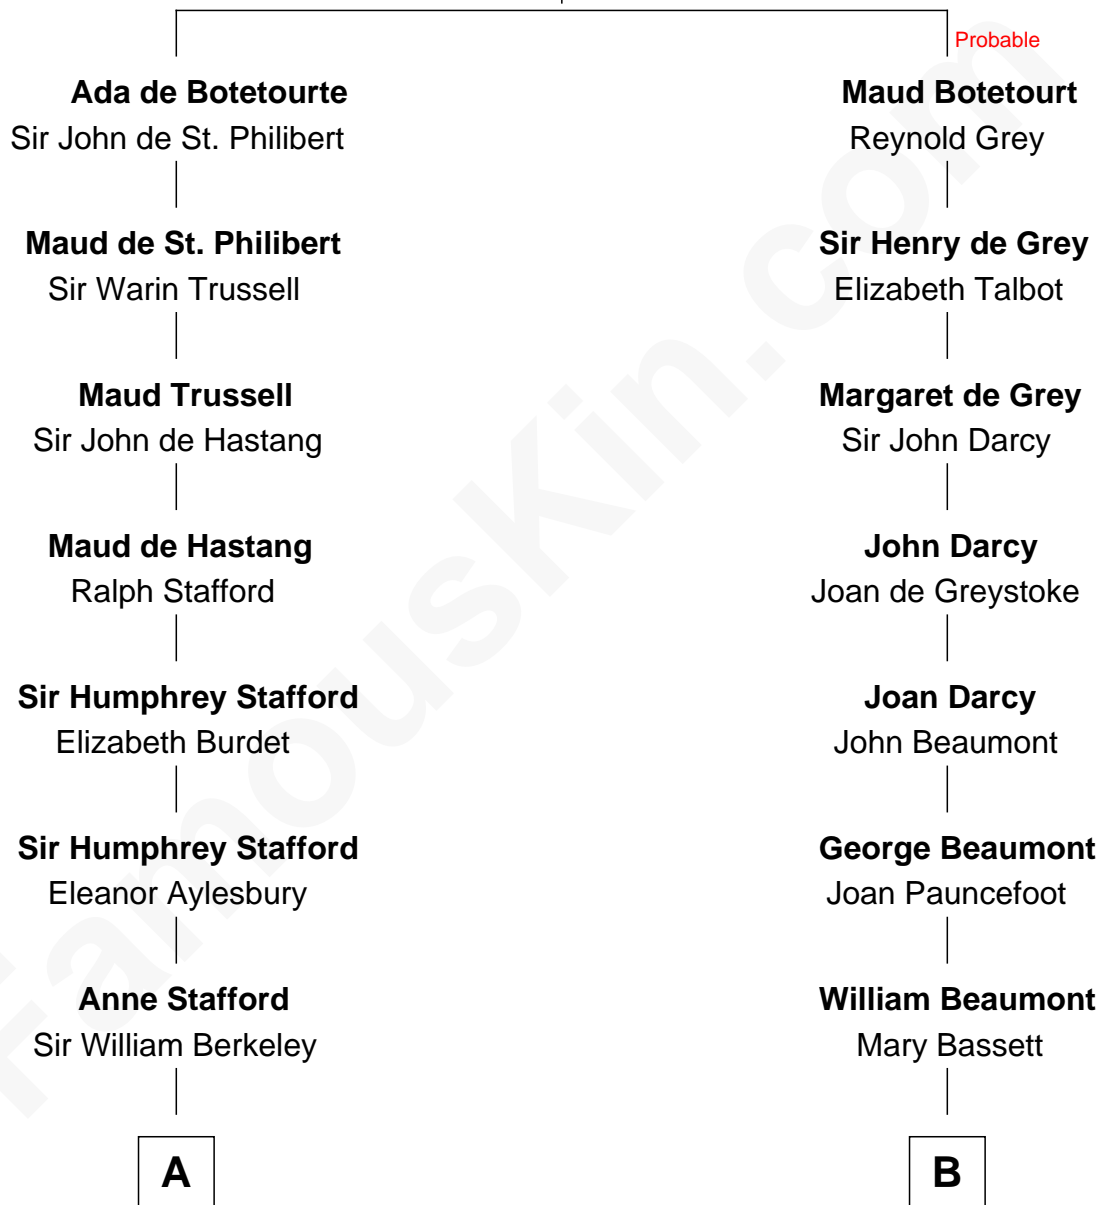 Probable
Ada de Botetourte
Sir John de St. Philibert
Maud Botetourt
Reynold Grey
Maud de St. Philibert
Sir Warin Trussell
Sir Henry de Grey
Elizabeth Talbot
Maud Trussell
Sir John de Hastang
Margaret de Grey
Sir John Darcy
Maud de Hastang
Ralph Stafford
John Darcy
Joan de Greystoke
Sir Humphrey Stafford
Elizabeth Burdet
Joan Darcy
John Beaumont
Sir Humphrey Stafford
Eleanor Aylesbury
George Beaumont
Joan Pauncefoot
Anne Stafford
Sir William Berkeley
William Beaumont
Mary Bassett
A
B
FamousKin.com